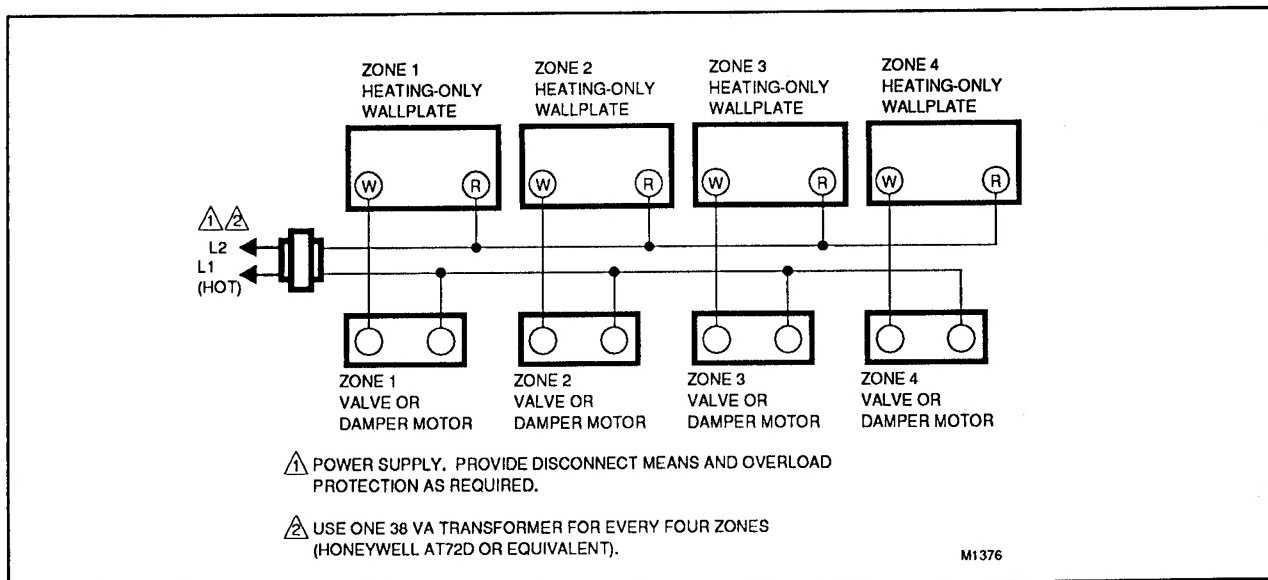 ZONE 1
HEATING-ONLY
WALLPLATE
ZONE 2
HEATING-ONLY
WALLPLATE
ZONE 3
HEATING-ONLY
WALLPLATE
ZONE 4
HEATING-ONLY
WALLPLATE
W
R
W
R
W
R
W
R
1 2
L2
L1
(HOT)
ZONE 1
VALVE OR
DAMPER MOTOR
ZONE 2
VALVE OR
DAMPER MOTOR
ZONE 3
VALVE OR
DAMPER MOTOR
ZONE 4
VALVE OR
DAMPER MOTOR
1 POWER SUPPLY. PROVIDE DISCONNECT MEANS AND OVERLOAD
PROTECTION AS REQUIRED.
2 USE ONE 38 VA TRANSFORMER FOR EVERY FOUR ZONES
(HONEYWELL AT72D OR EQUIVALENT).
M1376